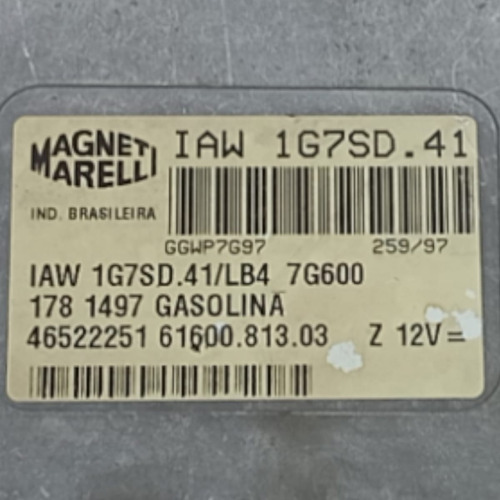 MAGNETI
MARELLI
IAW 1G7SD.41
IND. BRASILEIRA
GGWP7G97 259/97
IAW 1G7SD.41/LB4 7G600
178 1497 GASOLINA
46522251 61600.813.03 Z 12V=